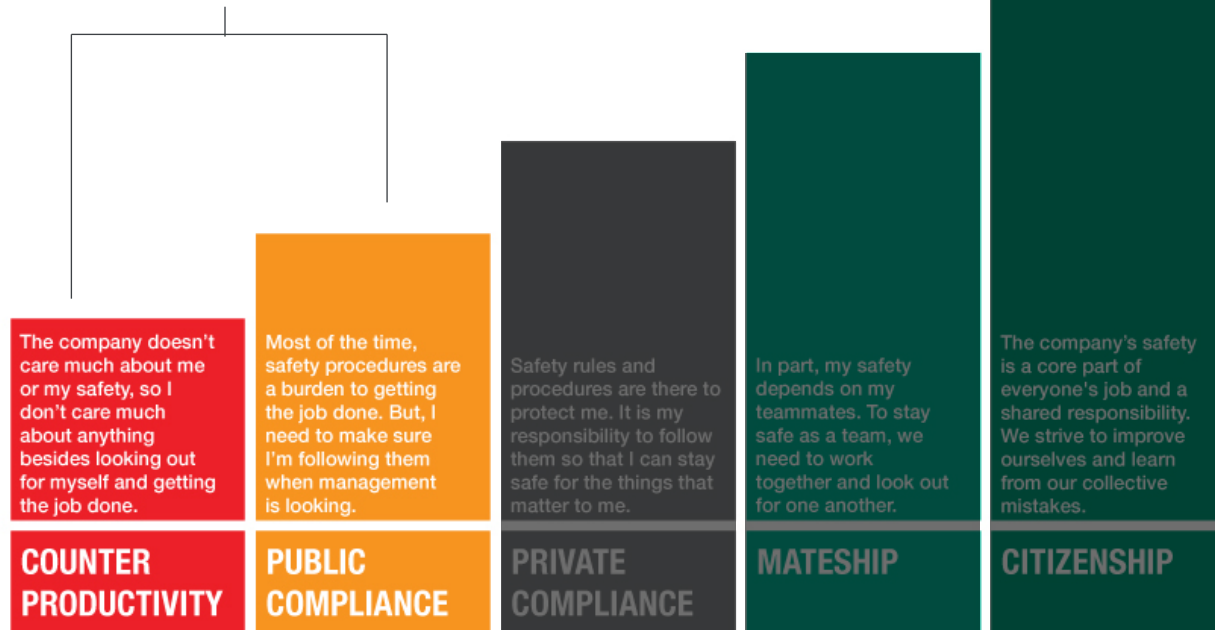 The company doesn't
care much about me
or my safety, so I
don't care much
about anything
besides looking out
for myself and getting
the job done.
COUNTER
PRODUCTIVITY
Most of the time,
safety procedures are
a burden to getting
the job done. But, I
need to make sure
I'm following them
when management
is looking.
PUBLIC
COMPLIANCE
Safety rules and
procedures are there to
protect me. It is my
responsibility to follow
them so that I can stay
safe for the things that
matter to me.
PRIVATE
COMPLIANCE
In part, my safety
depends on my
teammates. To stay
safe as a team, we
need to work
together and look out
for one another.
MATESHIP
The company's safety
is a core part of
everyone's job and a
shared responsibility.
We strive to improve
ourselves and learn
from our collective
mistakes.
CITIZENSHIP